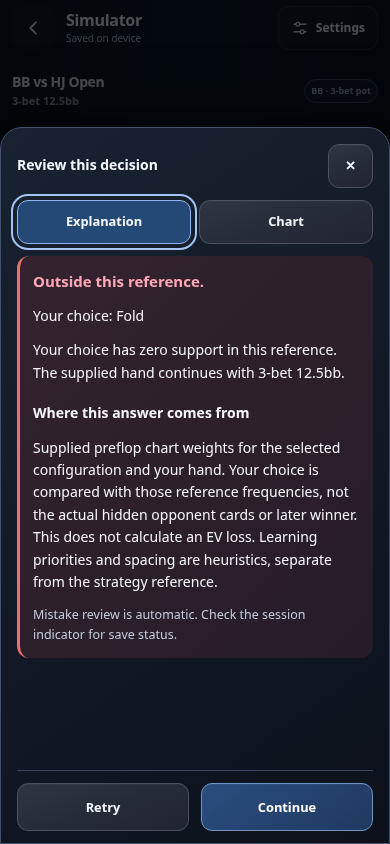 Simulator
Saved on device
Settings
BB vs HJ Open
3-bet 12.5bb
BB · 3-bet pot
Review this decision
×
Explanation
Chart
Outside this reference.
Your choice: Fold
Your choice has zero support in this reference.
The supplied hand continues with 3-bet 12.5bb.
Where this answer comes from
Supplied preflop chart weights for the selected
configuration and your hand. Your choice is
compared with those reference frequencies, not
the actual hidden opponent cards or later winner.
This does not calculate an EV loss. Learning
priorities and spacing are heuristics, separate
from the strategy reference.
Mistake review is automatic. Check the session
indicator for save status.
Retry
Continue